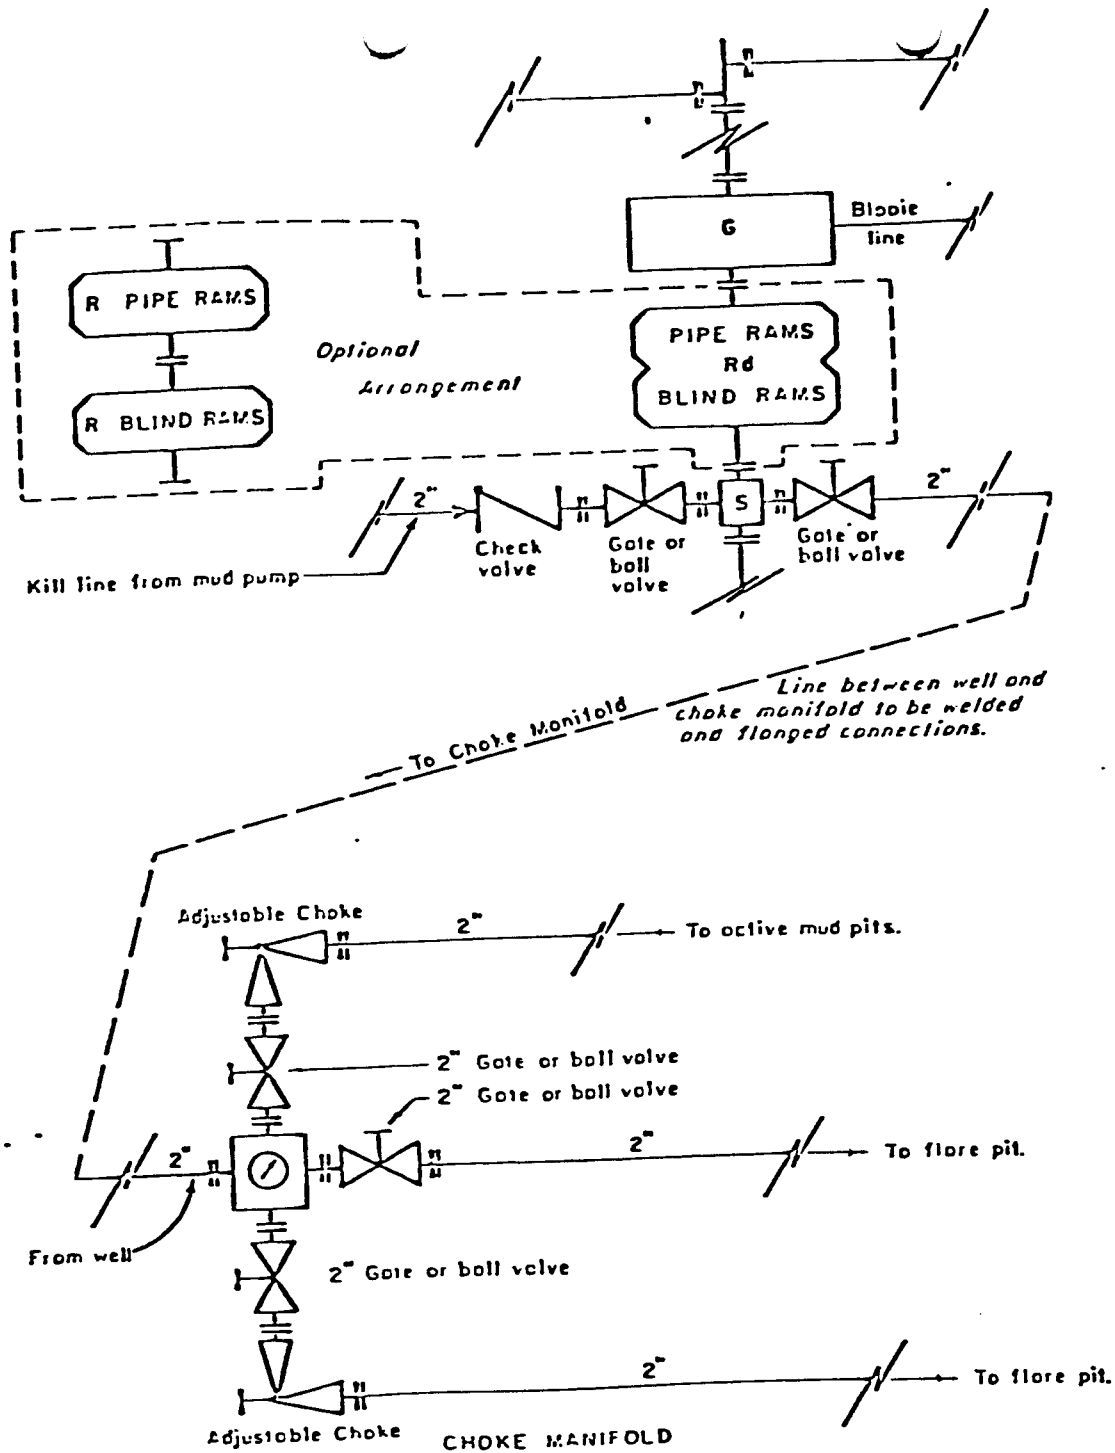 G
Blooie
line
R PIPE RAMS
PIPE RAMS
Rd
BLIND RAMS
Optional
Arrangement
R BLIND RAMS
2"
S
2"
Check
valve
Gate or
ball
valve
Gate or
ball valve
Kill line from mud pump
Line between well and
choke manifold to be welded
and flanged connections.
To Choke Manifold
Adjustable Choke
2"
To active mud pits.
2" Gate or ball valve
2" Gate or ball valve
2"
2"
To flare pit.
From well
2" Gate or ball valve
2"
To flare pit.
Adjustable Choke
CHOKE MANIFOLD